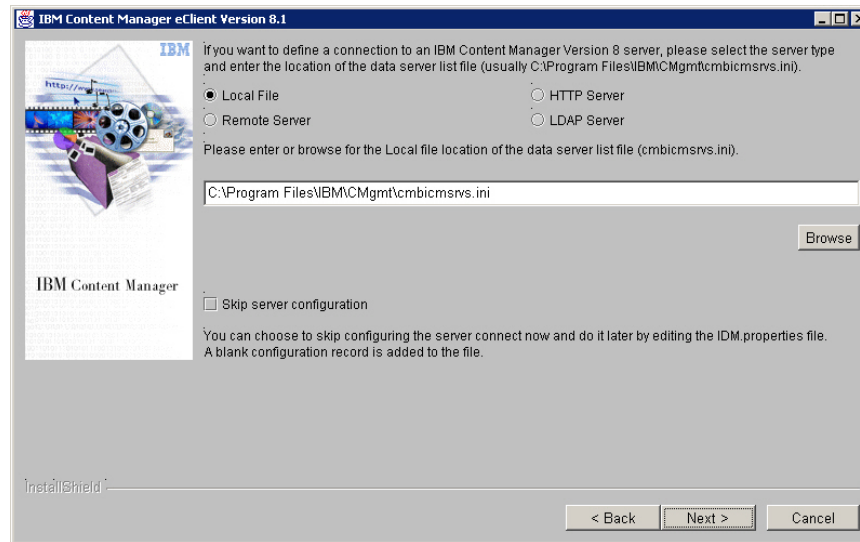 IBM Content Manager eClient Version 8.1
IBM
http://www.
If you want to define a connection to an IBM Content Manager Version 8 server, please select the server type
and enter the location of the data server list file (usually C:\Program Files\IBM\CMgmt\cmbicmsrvs.ini).
Local File
HTTP Server
Remote Server
LDAP Server
Please enter or browse for the Local file location of the data server list file (cmbicmsrvs.ini).
C:\Program Files\IBM\CMgmt\cmbicmsrvs.ini
Browse
IBM Content Manager
Skip server configuration
You can choose to skip configuring the server connect now and do it later by editing the IDM.properties file.
A blank configuration record is added to the file.
InstallShield
< Back
Next >
Cancel